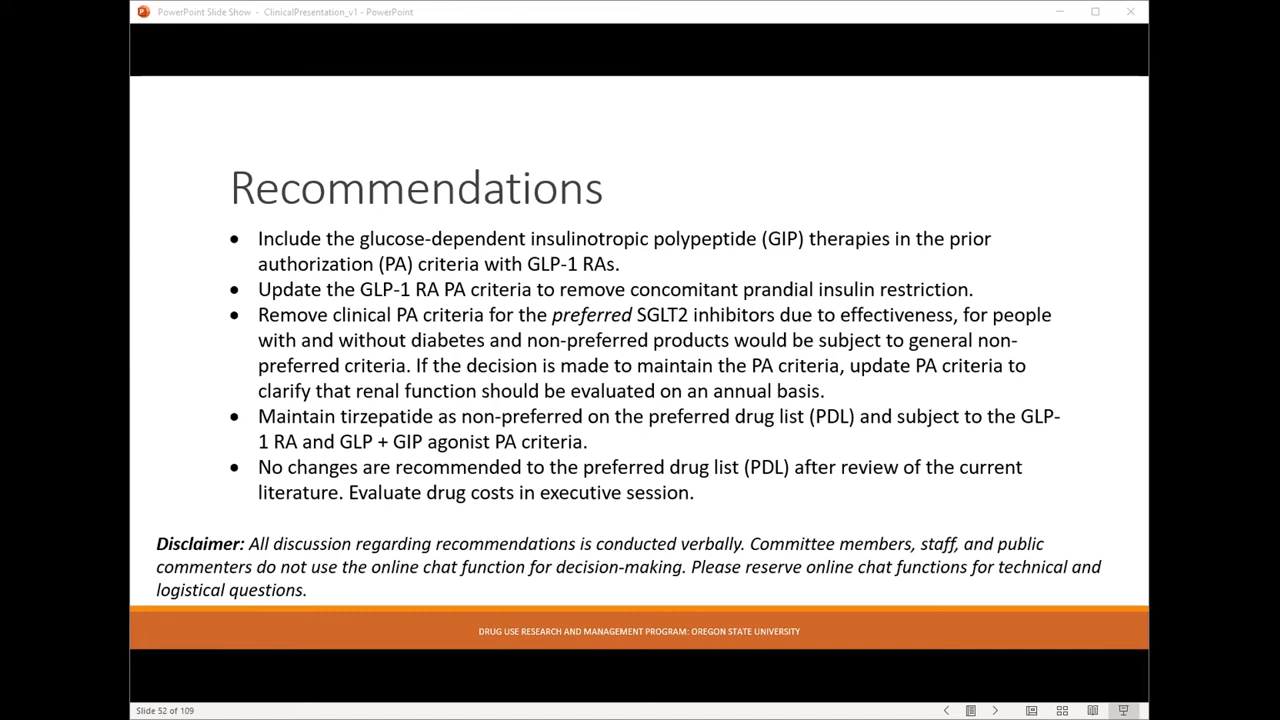 PowerPoint Slide Show - ClinicalPresentation_v1 - PowerPoint
Recommendations
• Include the glucose-dependent insulinotropic polypeptide (GIP) therapies in the prior
authorization (PA) criteria with GLP-1 RAs.
• Update the GLP-1 RA PA criteria to remove concomitant prandial insulin restriction.
• Remove clinical PA criteria for the preferred SGLT2 inhibitors due to effectiveness, for people
with and without diabetes and non-preferred products would be subject to general non-
preferred criteria. If the decision is made to maintain the PA criteria, update PA criteria to
clarify that renal function should be evaluated on an annual basis.
• Maintain tirzepatide as non-preferred on the preferred drug list (PDL) and subject to the GLP-
1 RA and GLP + GIP agonist PA criteria.
• No changes are recommended to the preferred drug list (PDL) after review of the current
literature. Evaluate drug costs in executive session.
Disclaimer: All discussion regarding recommendations is conducted verbally. Committee members, staff, and public
commenters do not use the online chat function for decision-making. Please reserve online chat functions for technical and
logistical questions.
DRUG USE RESEARCH AND MANAGEMENT PROGRAM: OREGON STATE UNIVERSITY
Slide 52 of 109